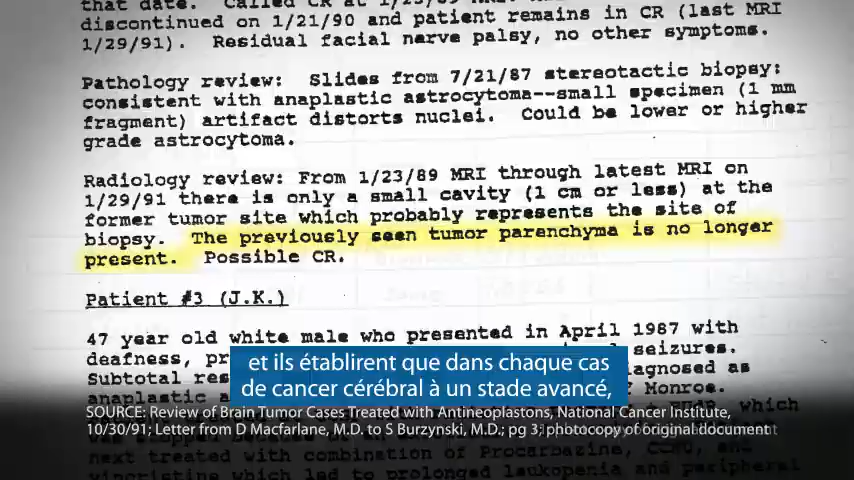 that date. Called CR at 1/23/89 MRI.
discontinued on 1/21/90 and patient remains in CR (last MRI
1/29/91). Residual facial nerve palsy, no other symptoms.
Pathology review: Slides from 7/21/87 stereotactic biopsy:
consistent with anaplastic astrocytoma--small specimen (1 mm
fragment) artifact distorts nuclei. Could be lower or higher
grade astrocytoma.
Radiology review: From 1/23/89 MRI through latest MRI on
1/29/91 there is only a small cavity (1 cm or less) at the
former tumor site which probably represents the site of
biopsy. The previously seen tumor parenchyma is no longer
present. Possible CR.
Patient #3 (J.K.)
47 year old white male who presented in April 1987 with
deafness, seizures.
Subtotal diagnosed as
anaplastic Monroe.
et ils établirent que dans chaque cas
de cancer cérébral à un stade avancé,
SOURCE: Review of Brain Tumor Cases Treated with Antineoplastons, National Cancer Institute,
10/30/91; Letter from D Macfarlane, M.D. to S Burzynski, M.D.; pg 3; photocopy of original document
which
next treated with combination of Procarbazine, CCNU, and
vincristine which led to prolonged leukopenia and peripheral